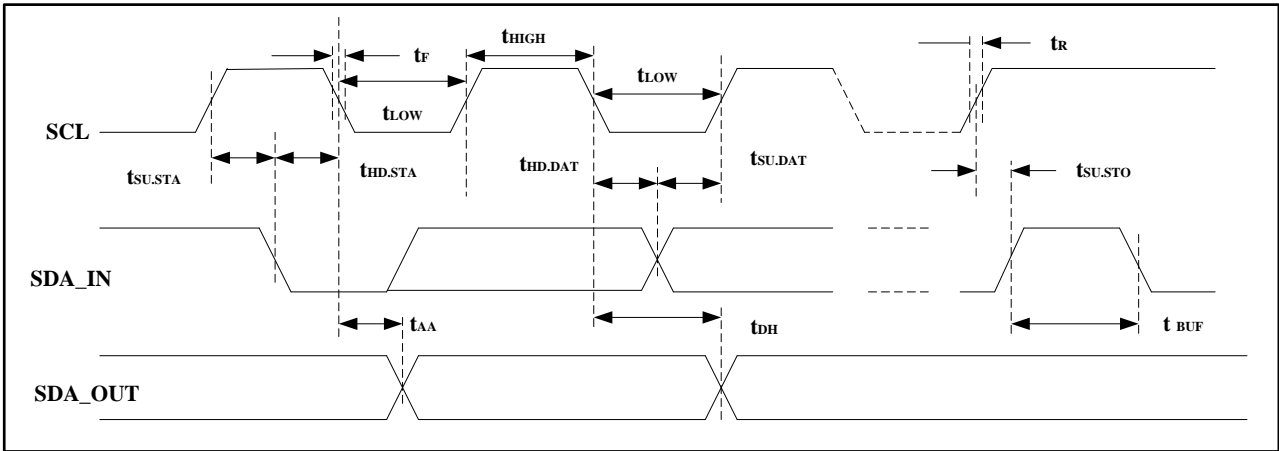 tF
tHIGH
tR
tLOW
tLOW
SCL
tSU.STA
tHD.STA
tHD.DAT
tSU.DAT
tSU.STO
SDA_IN
tAA
tDH
t BUF
SDA_OUT